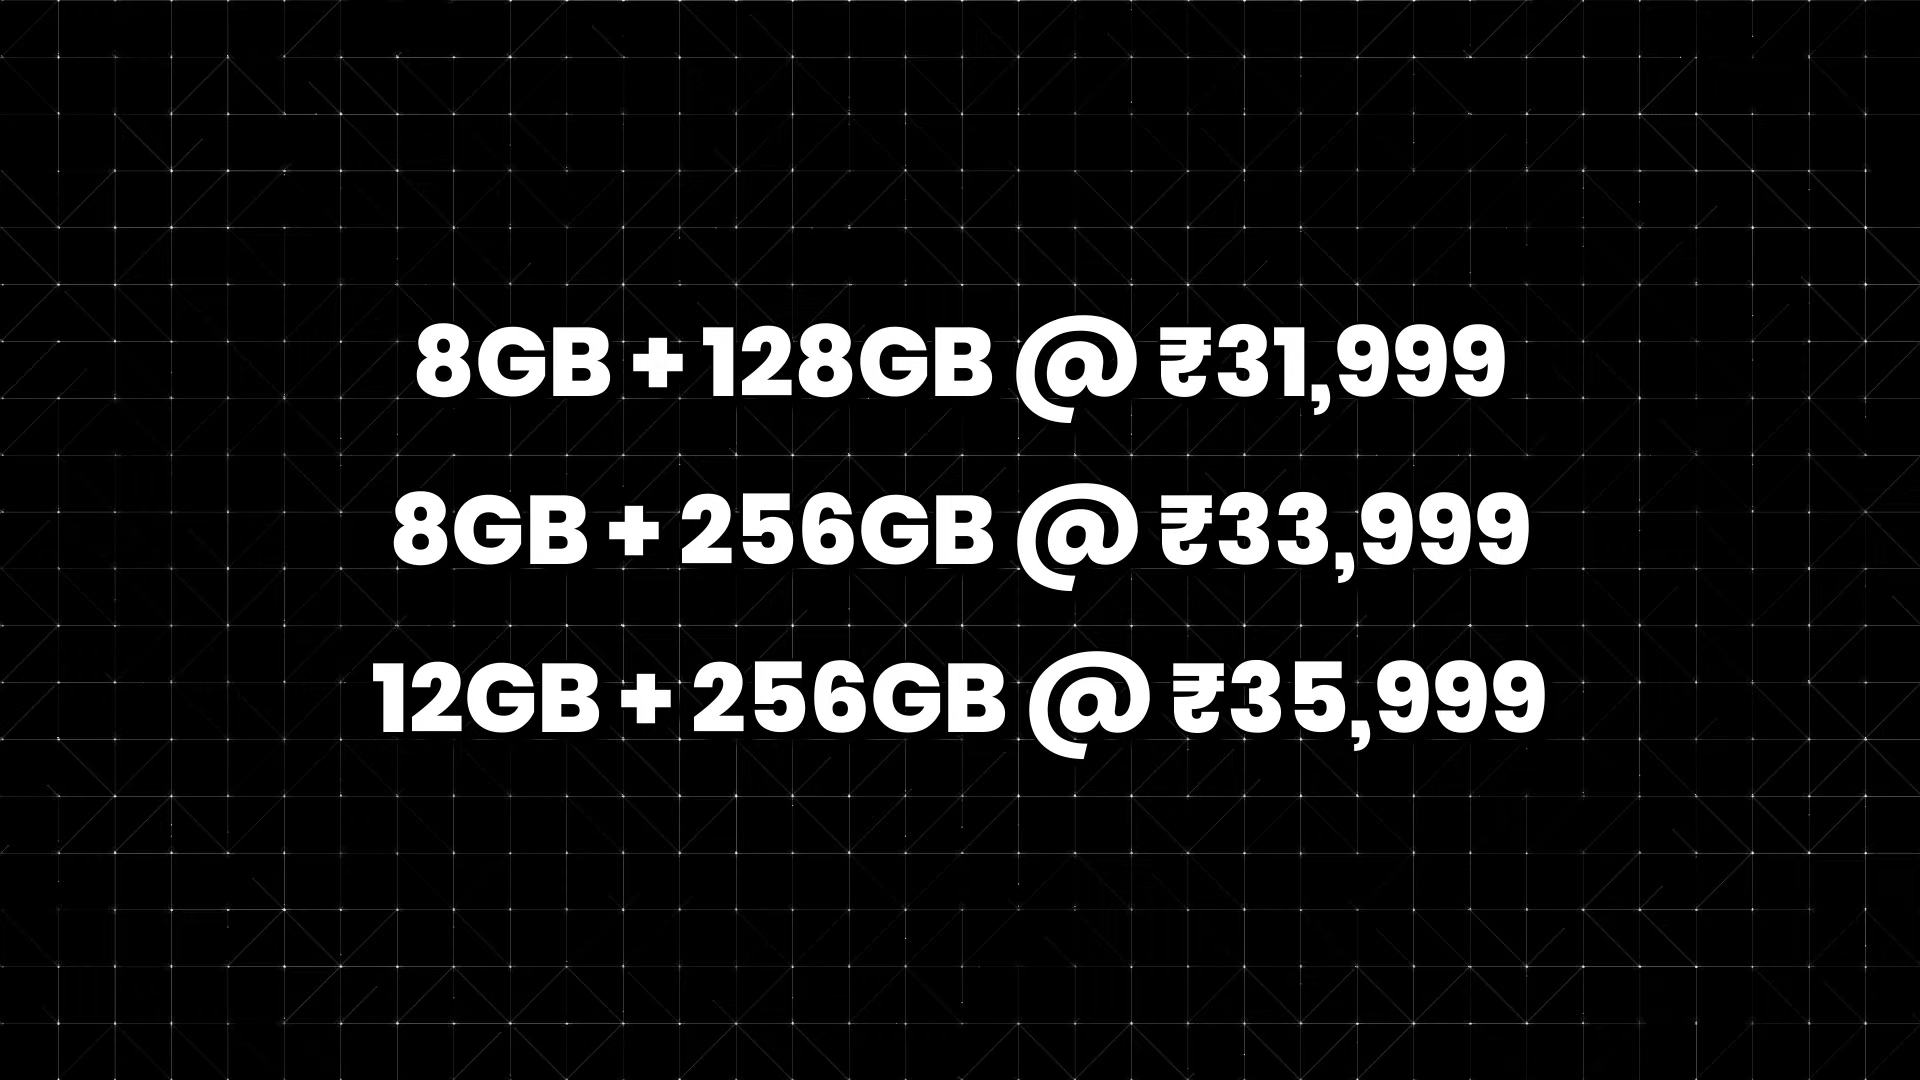 8GB + 128GB @ ₹31,999
8GB + 256GB @ ₹33,999
12GB + 256GB @ ₹35,999